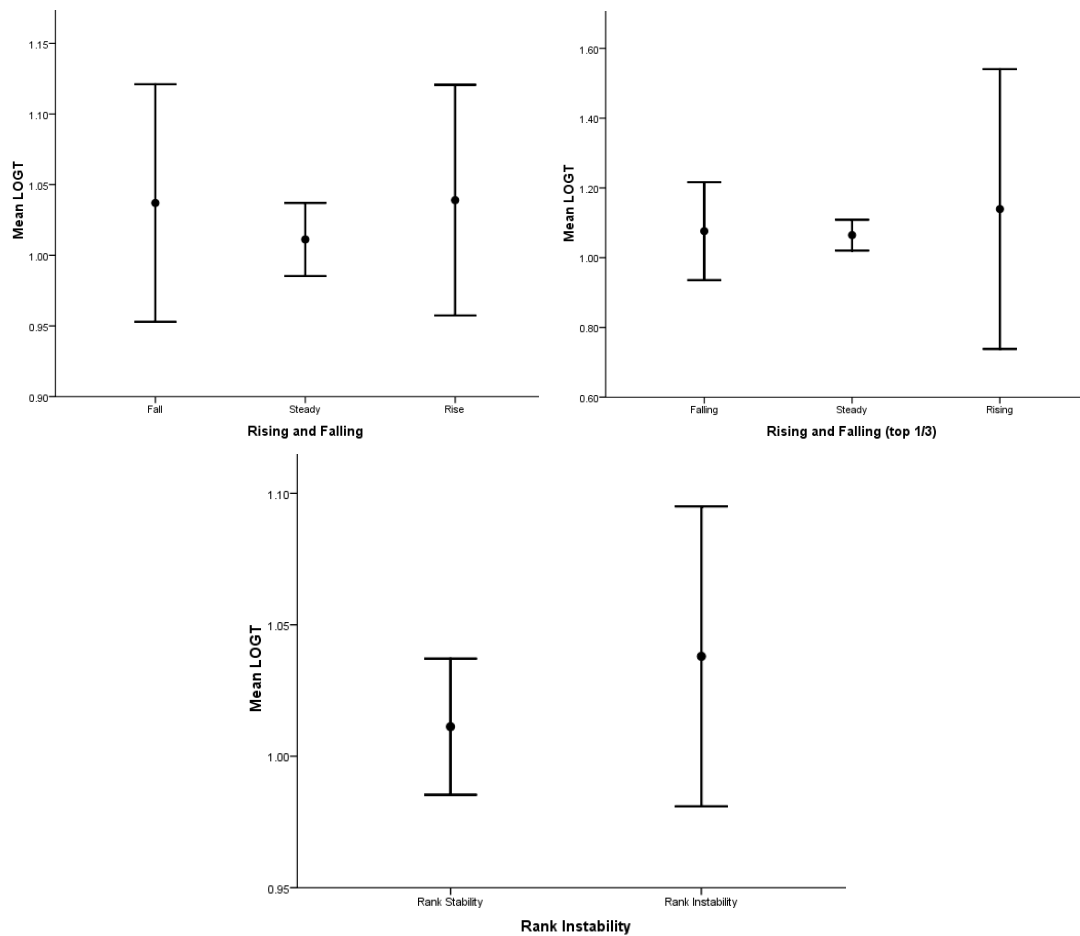 1.15
1.10
1.05
1.00
0.95
0.90
Mean LOGT
Fall Steady Rise
Rising and Falling
1.60
1.40
1.20
1.00
0.80
0.60
Mean LOGT
Falling Steady Rising
Rising and Falling (top 1/3)
1.10
1.05
1.00
0.95
Mean LOGT
Rank Stability Rank Instability
Rank Instability